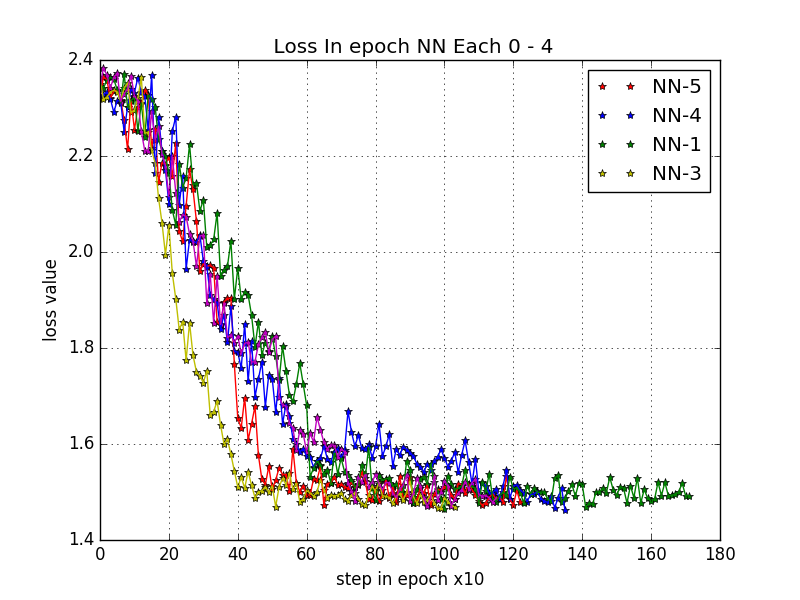 Loss In epoch NN Each 0 - 4
NN-5
NN-4
NN-1
NN-3
loss value
2.4
2.2
2.0
1.8
1.6
1.4
0 20 40 60 80 100 120 140 160 180
step in epoch x10